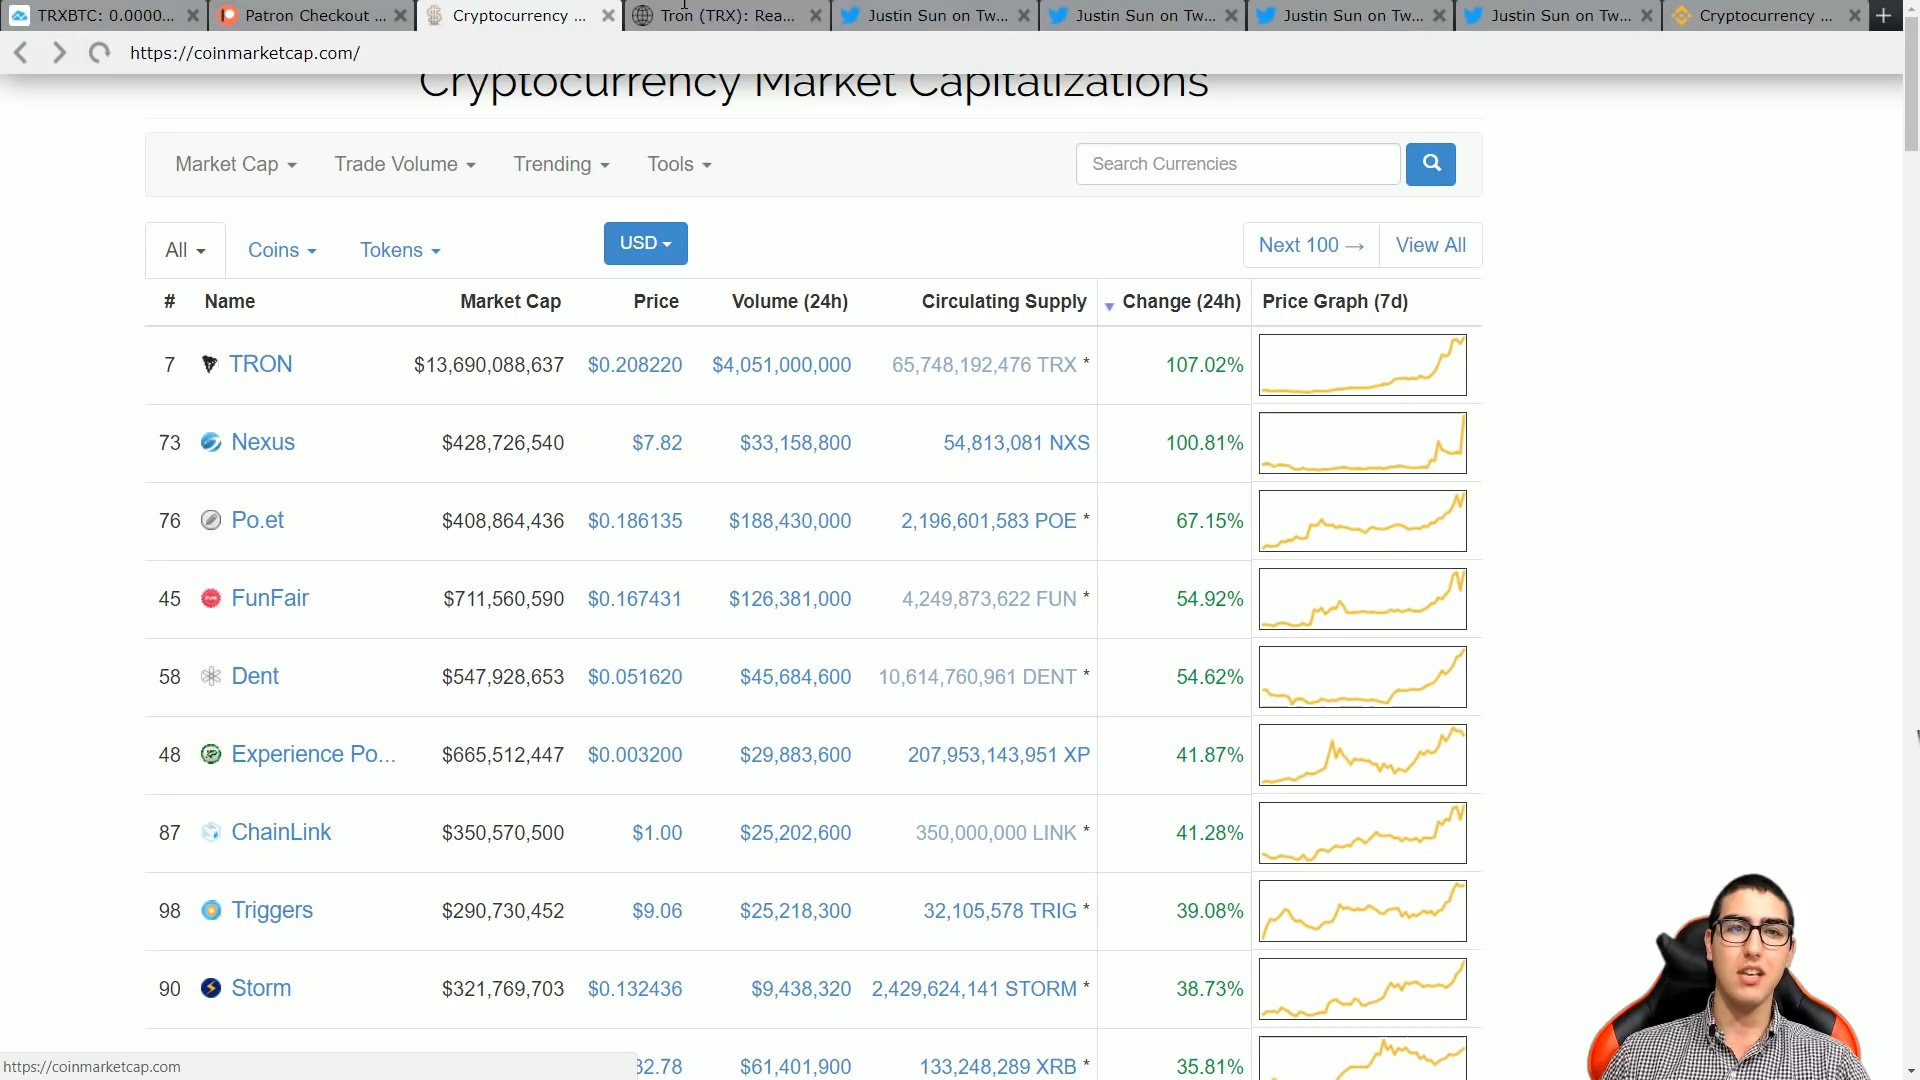 TRXBTC: 0.0000... Patron Checkout ... Cryptocurrency ... Tron (TRX): Rea... Justin Sun on Tw... Justin Sun on Tw... Justin Sun on Tw... Justin Sun on Tw... Cryptocurrency ...
https://coinmarketcap.com/
Cryptocurrency Market Capitalizations
Market Cap Trade Volume Trending Tools Search Currencies
All Coins Tokens USD Next 100 → View All
# Name Market Cap Price Volume (24h) Circulating Supply Change (24h) Price Graph (7d)
7 TRON $13,690,088,637 $0.208220 $4,051,000,000 65,748,192,476 TRX * 107.02%
73 Nexus $428,726,540 $7.82 $33,158,800 54,813,081 NXS 100.81%
76 Po.et $408,864,436 $0.186135 $188,430,000 2,196,601,583 POE * 67.15%
45 FunFair $711,560,590 $0.167431 $126,381,000 4,249,873,622 FUN * 54.92%
58 Dent $547,928,653 $0.051620 $45,684,600 10,614,760,961 DENT * 54.62%
48 Experience Po... $665,512,447 $0.003200 $29,883,600 207,953,143,951 XP 41.87%
87 ChainLink $350,570,500 $1.00 $25,202,600 350,000,000 LINK * 41.28%
98 Triggers $290,730,452 $9.06 $25,218,300 32,105,578 TRIG * 39.08%
90 Storm $321,769,703 $0.132436 $9,438,320 2,429,624,141 STORM * 38.73%
32.78 $61,401,900 133,248,289 XRB * 35.81%
https://coinmarketcap.com